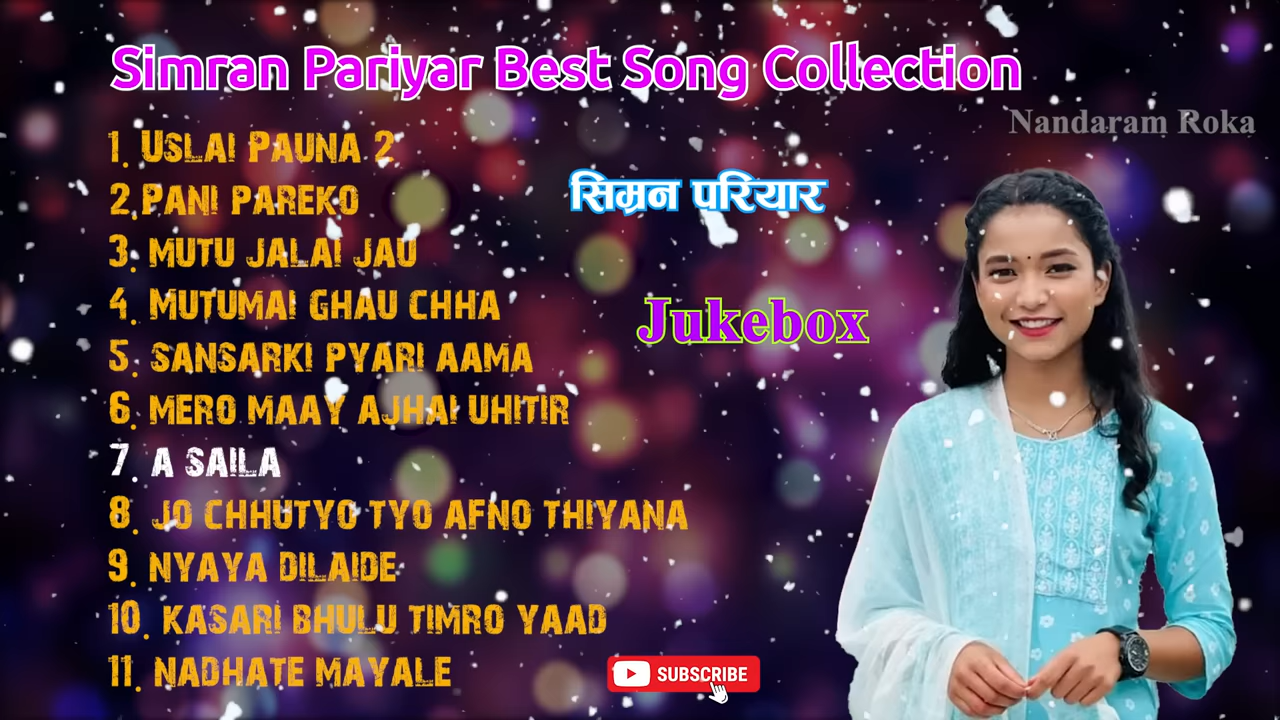 Simran Pariyar Best Song Collection
Nandaram Roka
1. Uslai Pauna 2
सिम्रन परियार
2.Pani pareko
3. MUTU JALAI JAU
Jukebox
4. MUTUMAI GHAU CHHA
5. SANSARKI PYARI AAMA
6. MERO MAAY AJHAI UHITIR
7. A SAILA
8. JO CHHUTYO TYO AFNO THIYANA
9. NYAYA DILAIDE
10. KASARI BHULU TIMRO YAAD
11. NADHATE MAYALE
SUBSCRIBE